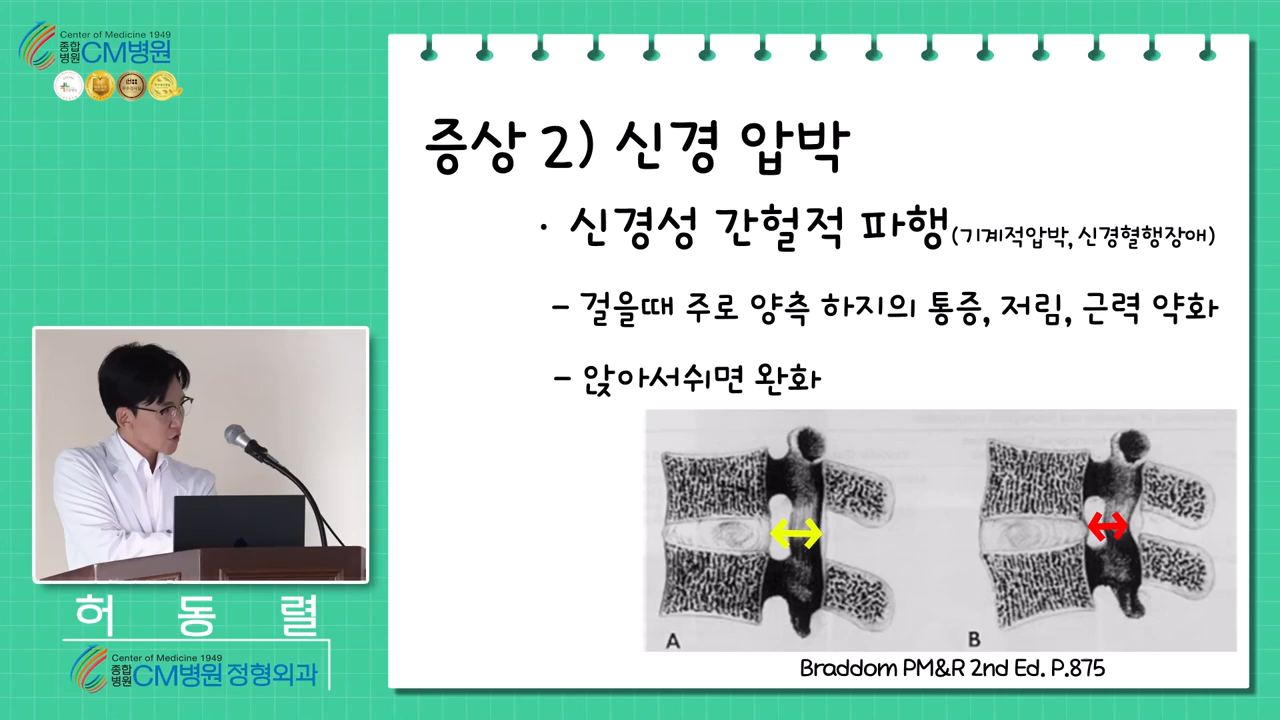 Center of Medicine 1949
종합
병원
CM병원
증상 2) 신경 압박
· 신경성 간헐적 파행(기계적압박, 신경혈행장애)
- 걸을때 주로 양측 하지의 통증, 저림, 근력 약화
- 앉아서쉬면 완화
A
B
Braddom PM&R 2nd Ed. P.875
허 동 렬
Center of Medicine 1949
종합
병원
CM병원 정형외과